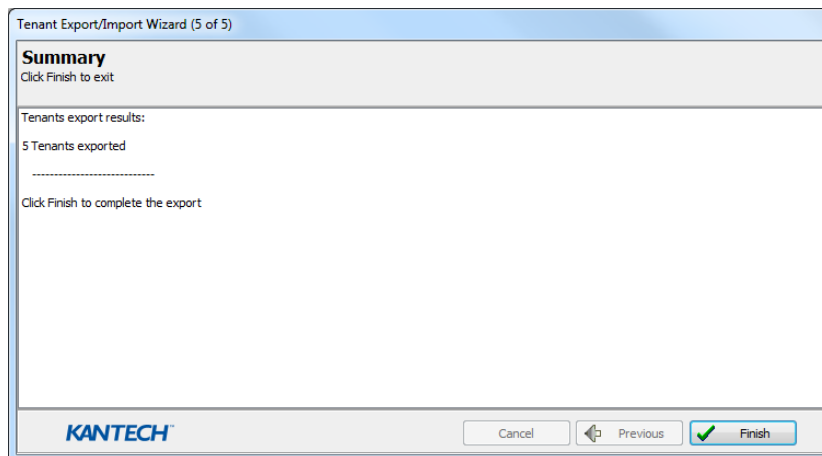 Tenant Export/Import Wizard (5 of 5)
Summary
Click Finish to exit
Tenants export results:
5 Tenants exported
----------------------------
Click Finish to complete the export
KANTECH™
Cancel
Previous
Finish